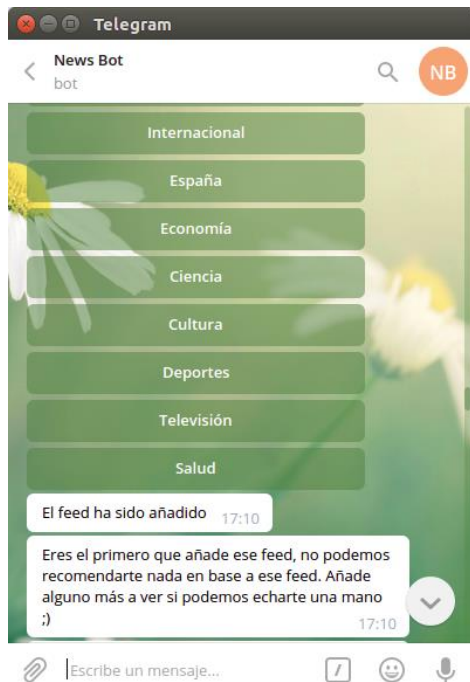 Telegram
News Bot
bot
NB
Internacional
España
Economía
Ciencia
Cultura
Deportes
Televisión
Salud
El feed ha sido añadido 17:10
Eres el primero que añade ese feed, no podemos
recomendarte nada en base a ese feed. Añade
alguno más a ver si podemos echarte una mano
;) 17:10
Escribe un mensaje...
/